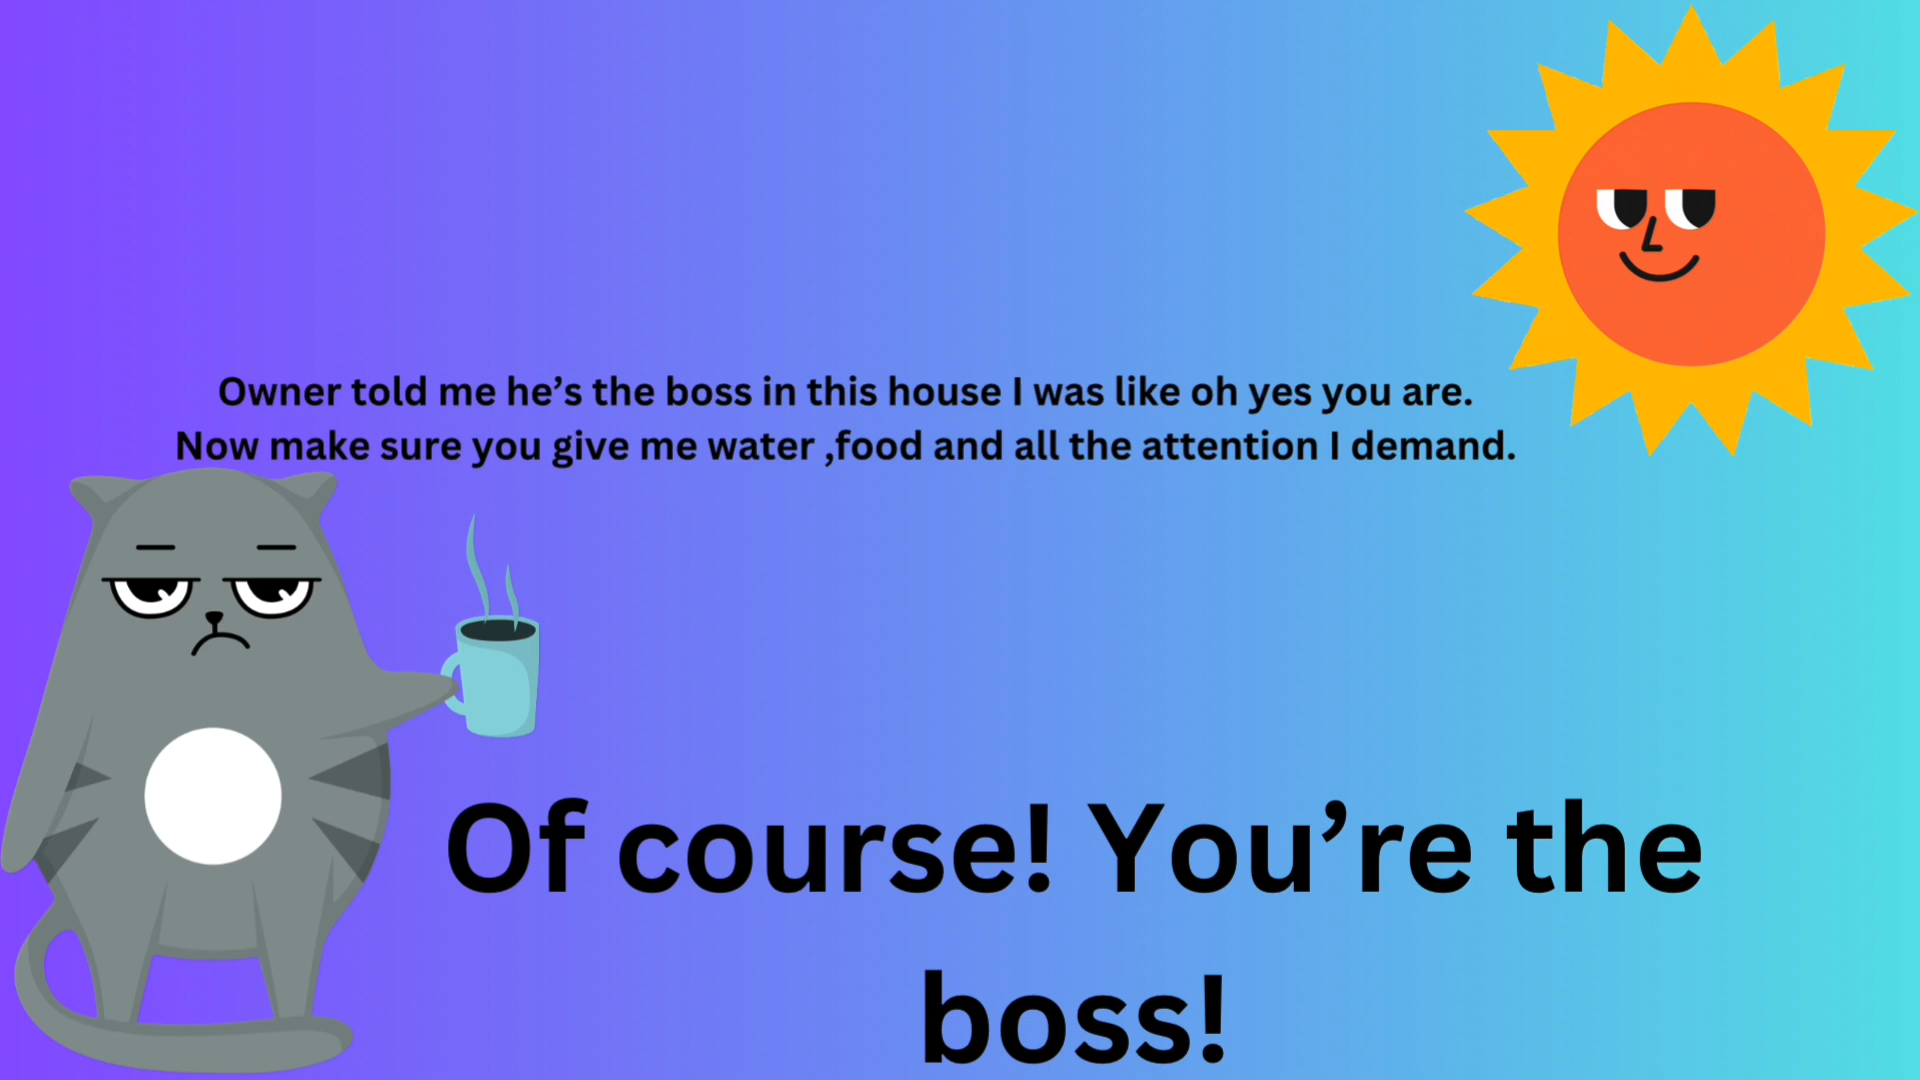 Owner told me he’s the boss in this house I was like oh yes you are.
Now make sure you give me water ,food and all the attention I demand.
Of course! You’re the
boss!